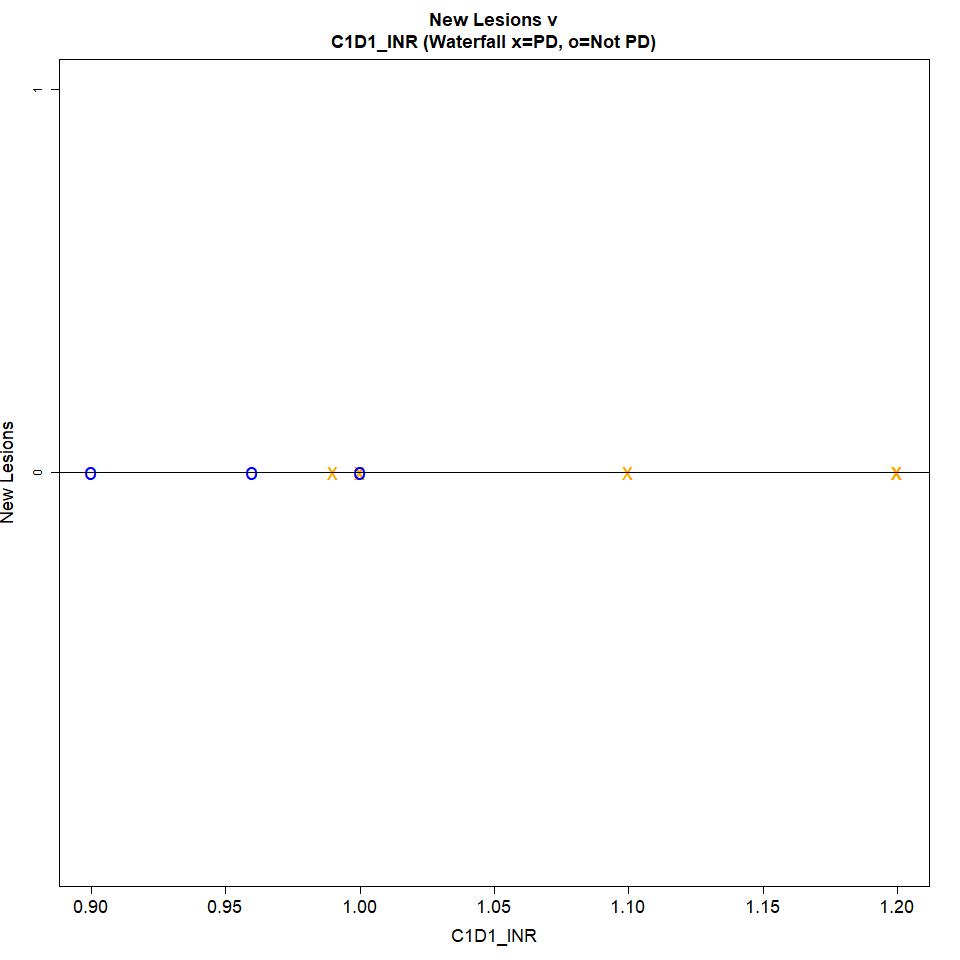 New Lesions v
C1D1_INR (Waterfall x=PD, o=Not PD)
1
0
New Lesions
o o x x o x x
0.90 0.95 1.00 1.05 1.10 1.15 1.20
C1D1_INR